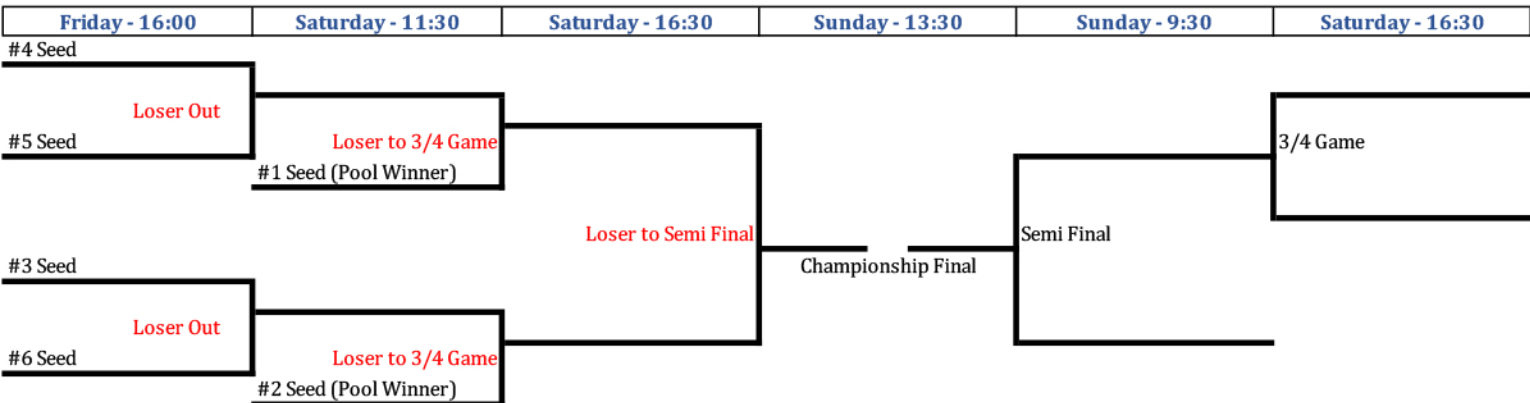 Friday - 16:00 Saturday - 11:30 Saturday - 16:30 Sunday - 13:30 Sunday - 9:30 Saturday - 16:30
#4 Seed
Loser Out
#5 Seed Loser to 3/4 Game 3/4 Game
#1 Seed (Pool Winner)
Loser to Semi Final Semi Final
#3 Seed Championship Final
Loser Out
#6 Seed Loser to 3/4 Game
#2 Seed (Pool Winner)